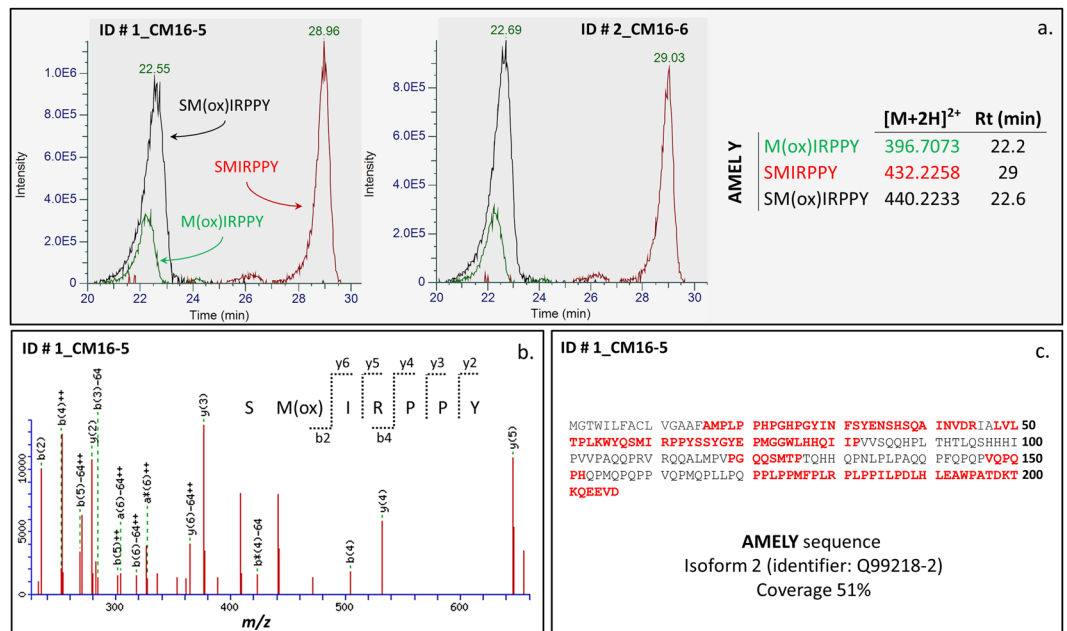 ID # 1_CM16-5
28.96
22.55
1.0E6
8.0E5
6.0E5
4.0E5
2.0E5
0
Intensity
SM(ox)IRPPY
SMIRPPY
M(ox)IRPPY
20 22 24 26 28 30
Time (min)
ID # 2_CM16-6
22.69
29.03
8.0E5
6.0E5
4.0E5
2.0E5
0
Intensity
20 22 24 26 28 30
Time (min)
a.
[M+2H]2+ Rt (min)
AMEL Y
M(ox)IRPPY 396.7073 22.2
SMIRPPY 432.2258 29
SM(ox)IRPPY 440.2233 22.6
ID # 1_CM16-5
b.
y6 y5 y4 y3 y2
S M(ox) I R P P Y
b2 b4
b(2)
b(4)++
b(5)-64++
y(2)
b(3)-64
b(5)++
a(6)-64++
b(6)-64++
a*(6)++
y(6)-64++
y(3)
b*(4)-64
b(4)
y(4)
y(5)
10000
5000
0
300 400 500 600
m/z
ID # 1_CM16-5
c.
MGTWILFACL VGAAFAMPLP PHPGHPGYIN FSYENSHSQA INVDRIALVL 50
TPLKWYQSMI RPPYSSYGYE PMGGWLHHQI IPVVSQQHPL THTLQSHHHI 100
PVVPAQQPRV RQQALMPVPG QQSMTPTQHH QPNLPLPAQQ PFQPQPVQPQ 150
PHQPMQPQPP VQPMQPLLPQ PPLPPMFPLR PLPPILPDLH LEAWPATDKT 200
KQEEVD
AMELY sequence
Isoform 2 (identifier: Q99218-2)
Coverage 51%